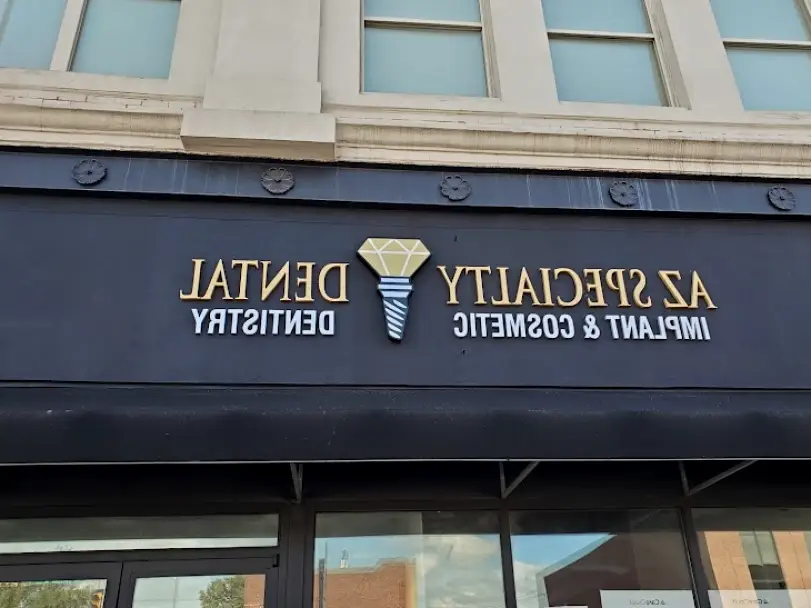 AZ SPECIALTY DENTAL
IMPLANT & COSMETIC DENTISTRY